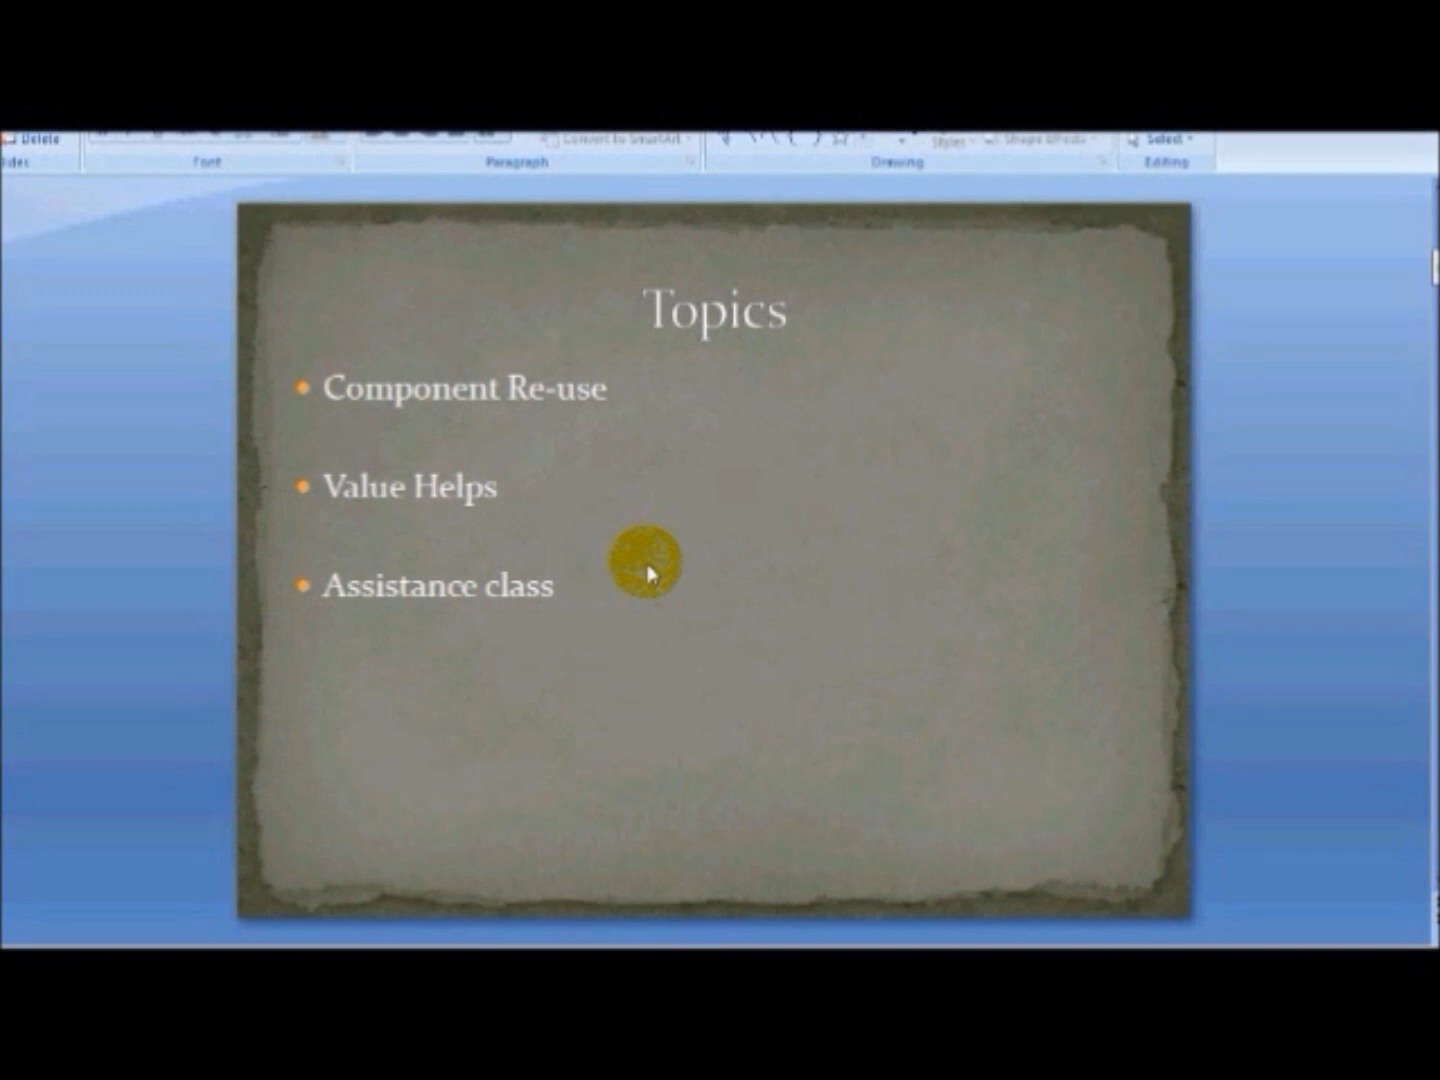 Delete
Convert to SmartArt
Styles
Shape Effects
Select
Font
Paragraph
Drawing
Editing
Topics
Component Re-use
Value Helps
Assistance class